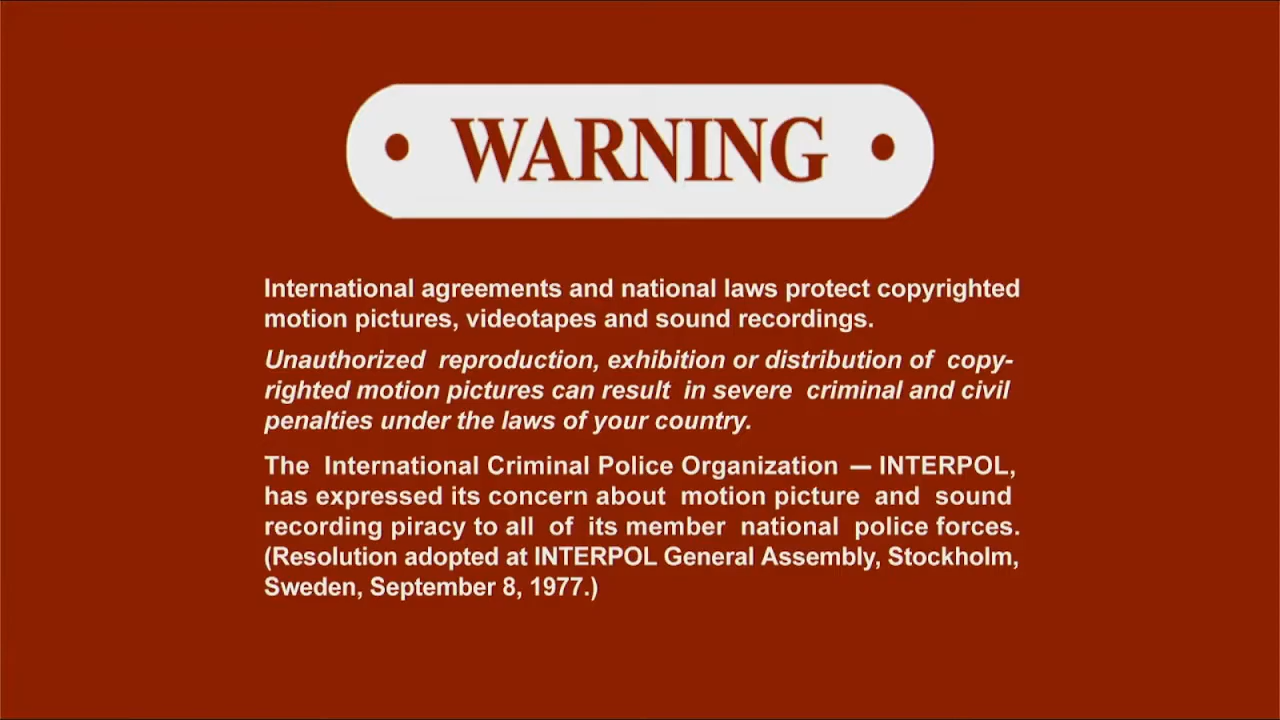 WARNING
International agreements and national laws protect copyrighted
motion pictures, videotapes and sound recordings.
Unauthorized reproduction, exhibition or distribution of copy-
righted motion pictures can result in severe criminal and civil
penalties under the laws of your country.
The International Criminal Police Organization — INTERPOL,
has expressed its concern about motion picture and sound
recording piracy to all of its member national police forces.
(Resolution adopted at INTERPOL General Assembly, Stockholm,
Sweden, September 8, 1977.)